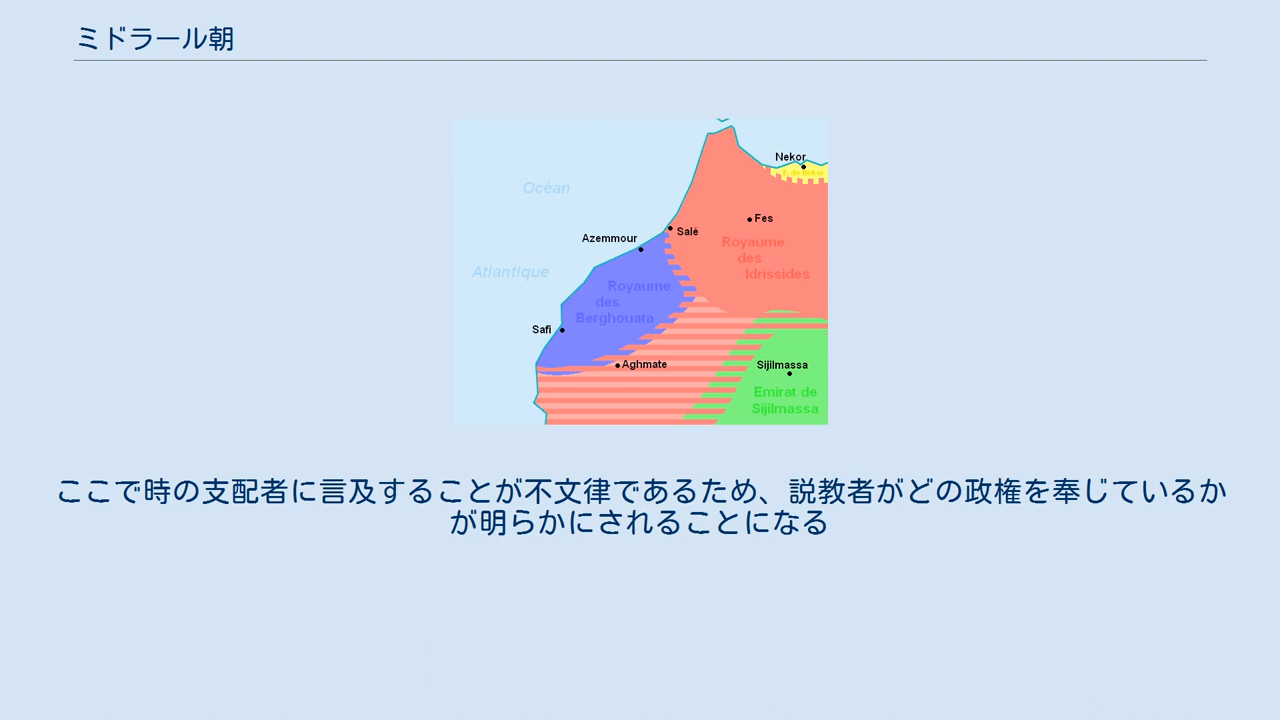 ミドラール朝
Nekor
E. de Nekor
Océan
Fes
Salé
Azemmour
Royaume
des
Idrissides
Atlantique
Royaume
des
Berghouata
Safi
Aghmate
Sijilmassa
Emirat de
Sijilmassa
ここで時の支配者に言及することが不文律であるため、説教者がどの政権を奉じているか
が明らかにされることになる